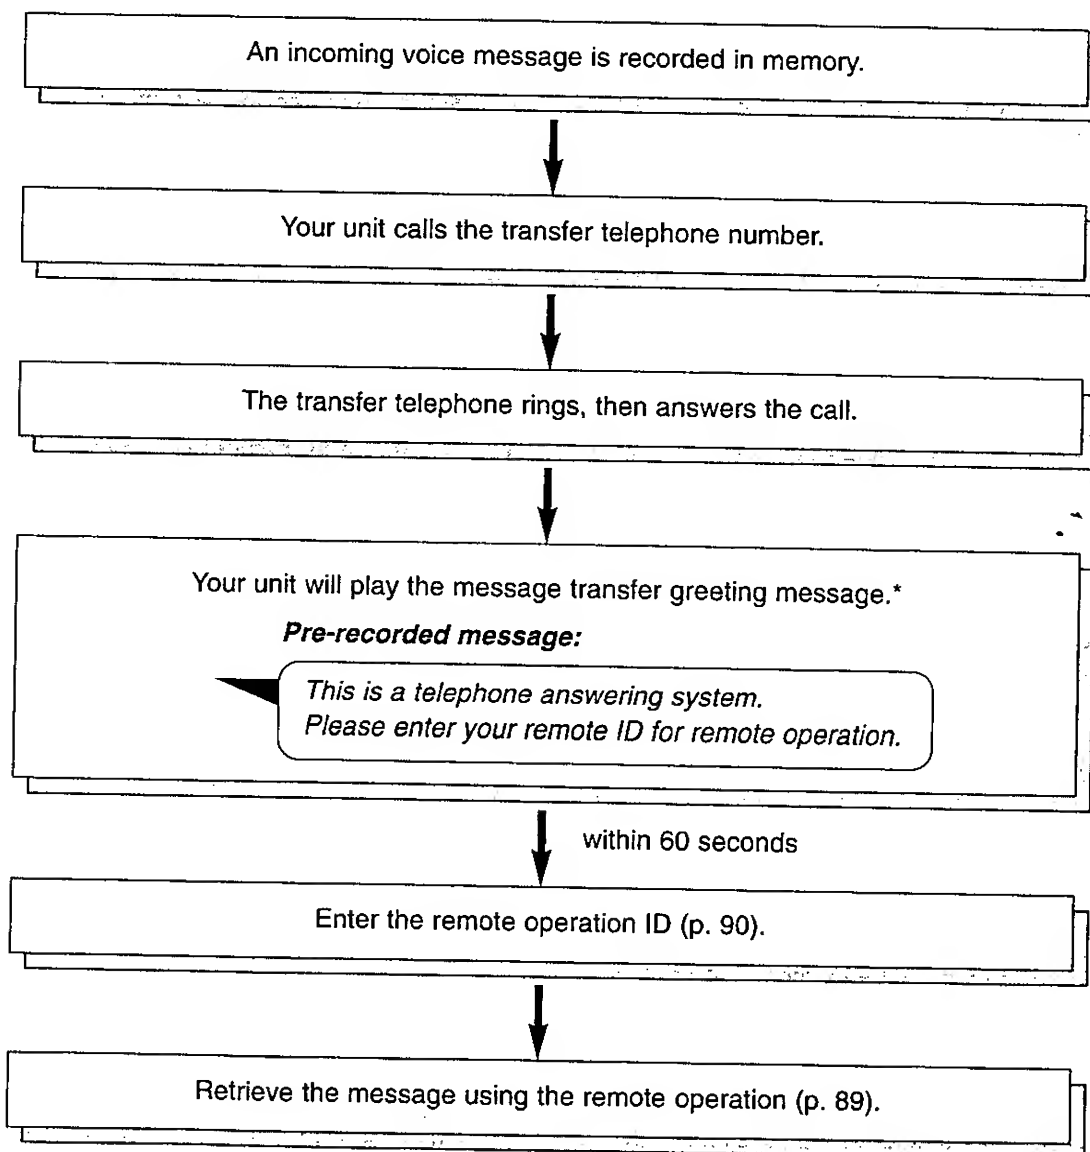 An incoming voice message is recorded in memory.
Your unit calls the transfer telephone number.
The transfer telephone rings, then answers the call.
Your unit will play the message transfer greeting message.*
Pre-recorded message:
This is a telephone answering system.
Please enter your remote ID for remote operation.
within 60 seconds
Enter the remote operation ID (p. 90).
Retrieve the message using the remote operation (p. 89).